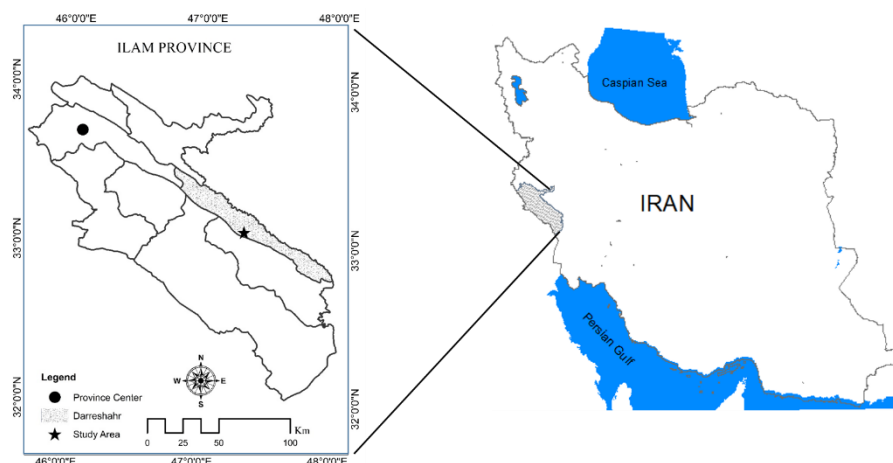 46°0'0"E 47°0'0"E 48°0'0"E
ILAM PROVINCE
34°0'0"N
34°0'0"N
33°0'0"N
33°0'0"N
32°0'0"N
32°0'0"N
N
W E
S
Legend
Province Center
Darreshahr
Study Area
0 25 50 100 Km
46°0'0"E 47°0'0"E 48°0'0"E
Caspian Sea
IRAN
Persian Gulf